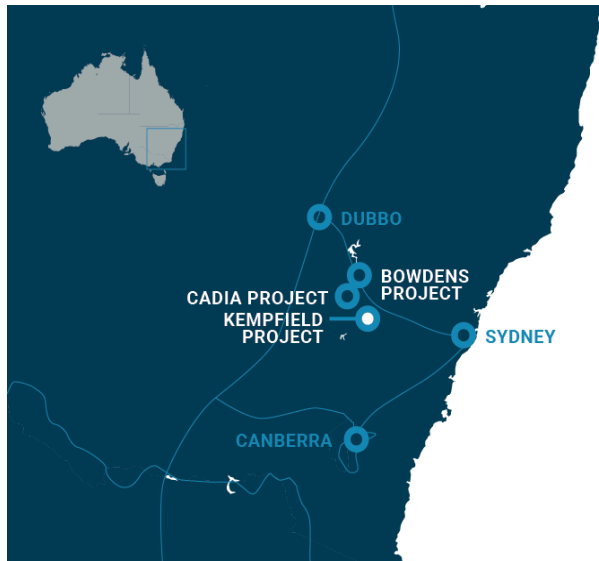 DUBBO
BOWDENS
PROJECT
CADIA PROJECT
KEMPFIELD
PROJECT
SYDNEY
CANBERRA